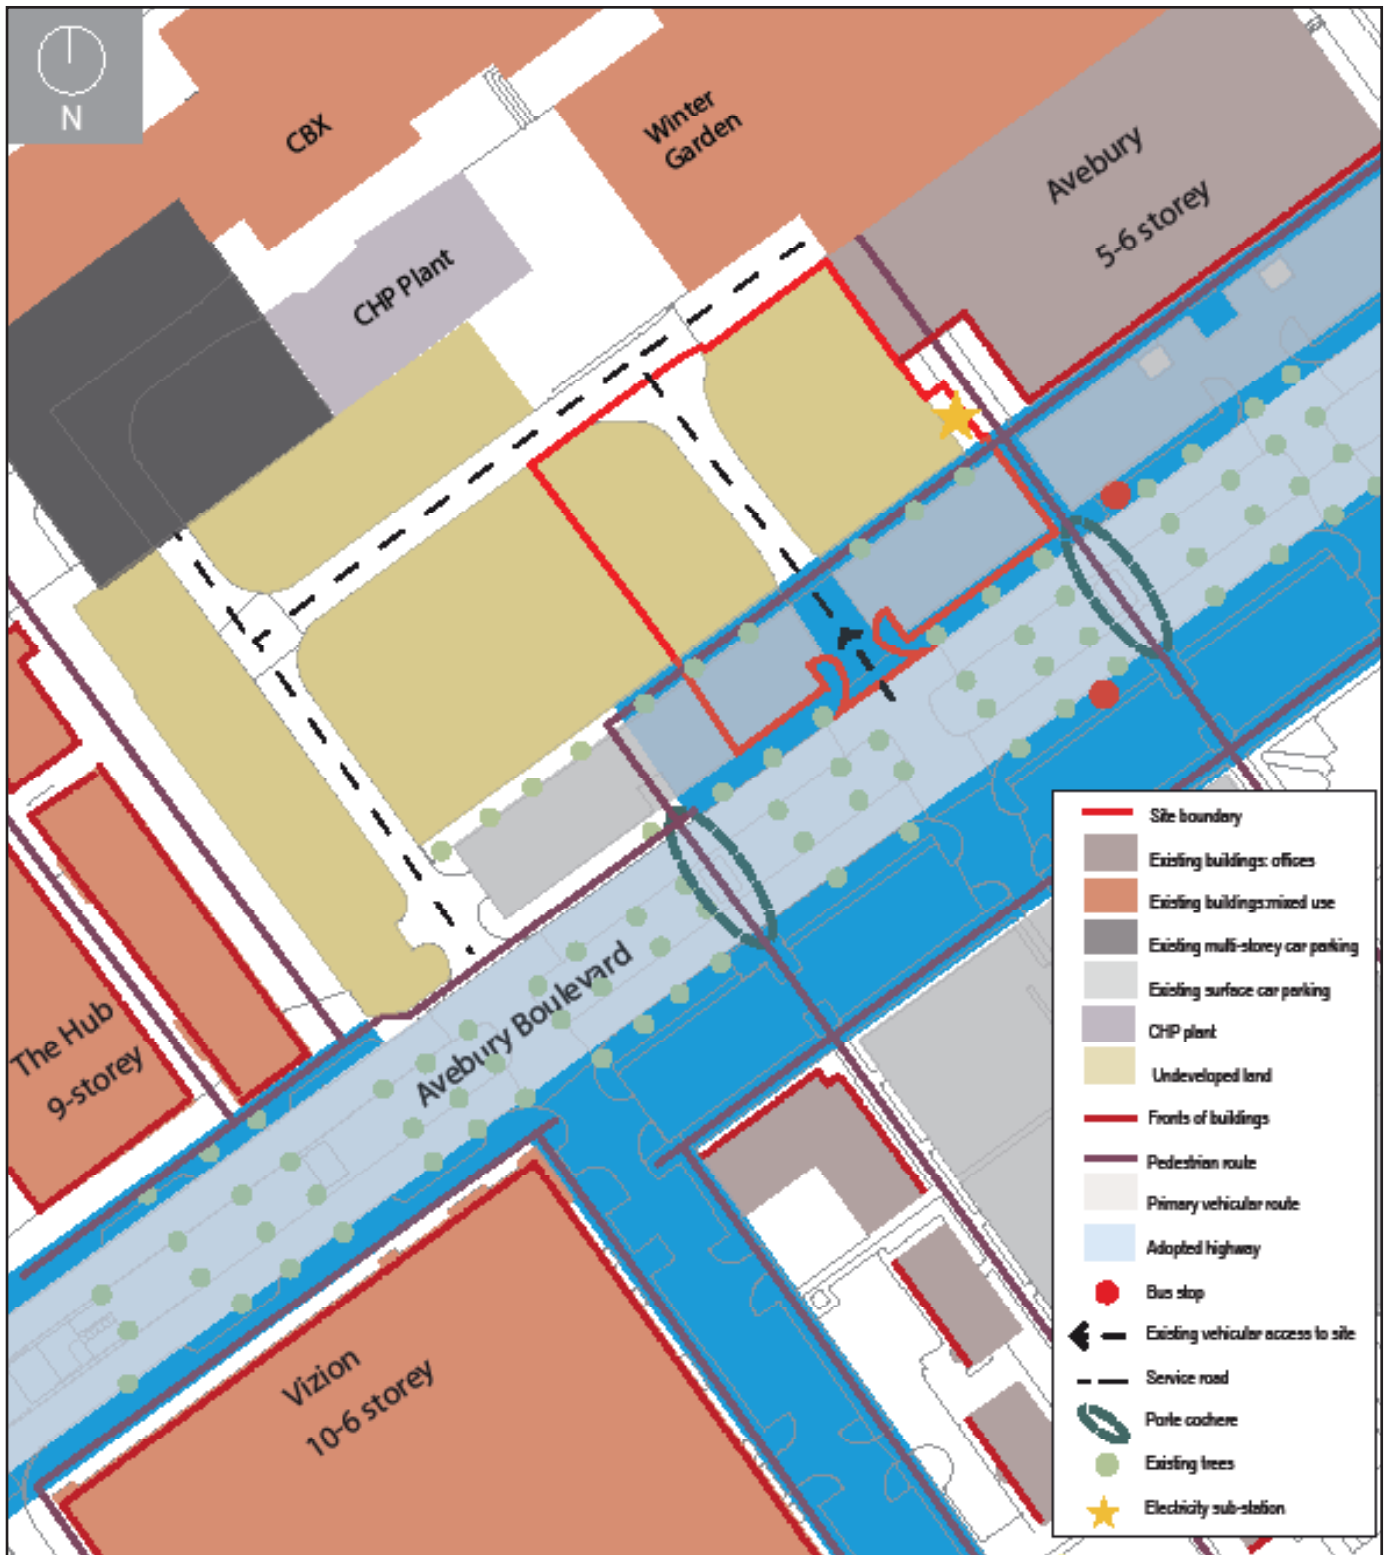 N
CBX
Winter
Garden
Avebury
5-6 storey
CHP Plant
Avebury Boulevard
The Hub
9-storey
Vizion
10-6 storey
Site boundary
Existing buildings: offices
Existing buildings:mixed use
Existing multi-storey car parking
Existing surface car parking
CHP plant
Undeveloped land
Fronts of buildings
Pedestrian route
Primary vehicular route
Adopted highway
Bus stop
Existing vehicular access to site
Service road
Porte cochere
Existing trees
Electricity sub-station